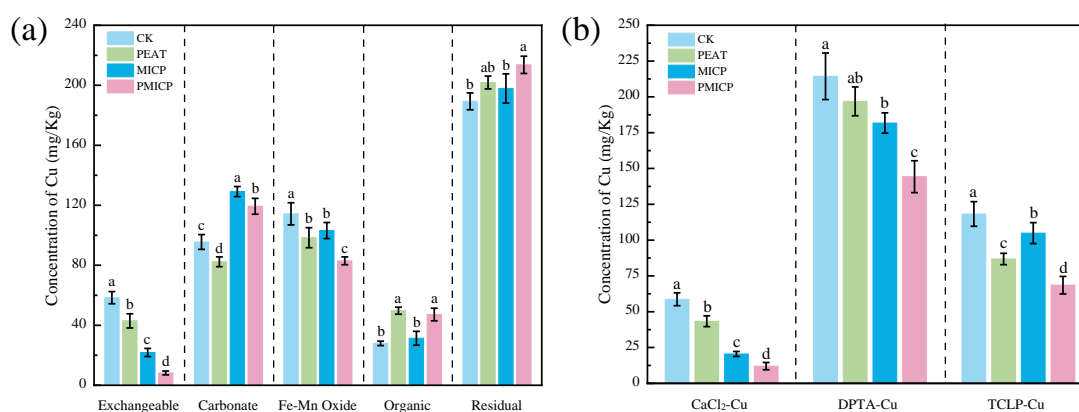 (a)
Concentration of Cu (mg/Kg)
240
200
160
120
80
40
0
CK
PEAT
MICP
PMICP
a b c d
c d a b
a b b c
b a b a
b ab b a
Exchangeable Carbonate Fe-Mn Oxide Organic Residual
(b)
Concentration of Cu (mg/Kg)
250
225
200
175
150
125
100
75
50
25
0
CK
PEAT
MICP
PMICP
a b c c
a ab b c
a c b d
CaCl₂-Cu DPTA-Cu TCLP-Cu